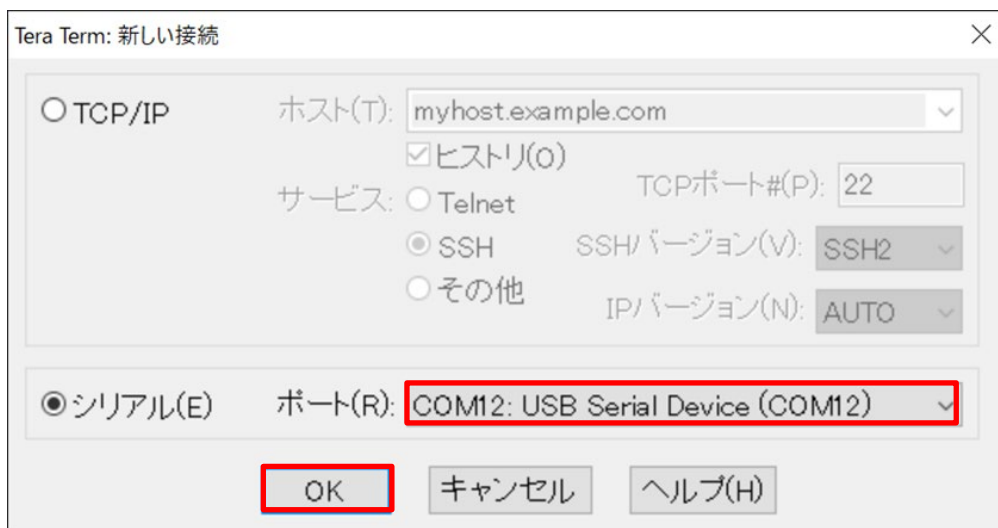 Tera Term: 新しい接続
TCP/IP
ホスト(T): myhost.example.com
ヒストリ(O)
サービス: Telnet
TCPポート#(P): 22
SSH
SSHバージョン(V): SSH2
その他
IPバージョン(N): AUTO
シリアル(E) ポート(R): COM12: USB Serial Device (COM12)
OK キャンセル ヘルプ(H)